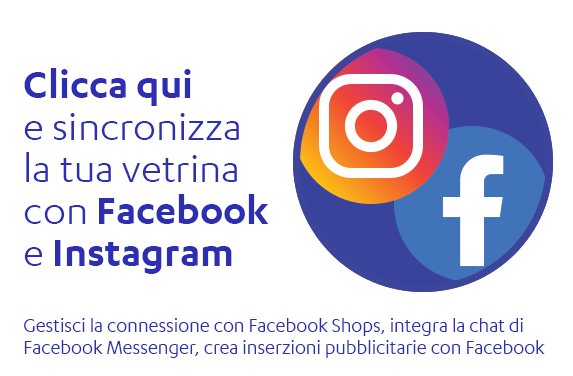 Clicca qui
e sincronizza
la tua vetrina
con Facebook
e Instagram
Gestisci la connessione con Facebook Shops, integra la chat di
Facebook Messenger, crea inserzioni pubblicitarie con Facebook